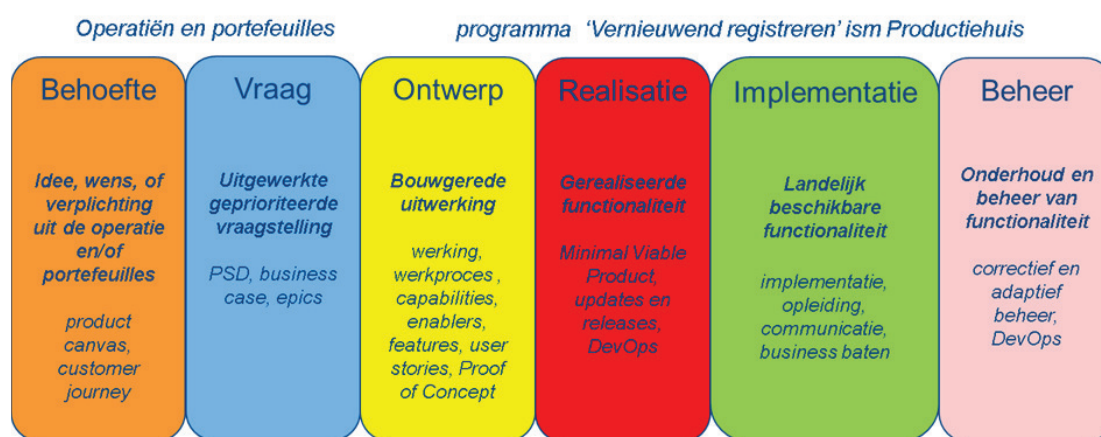 Operatiën en portefeuilles
programma ‘Vernieuwend registreren’ ism Productiehuis
Behoefte
Idee, wens, of
verplichting
uit de operatie
en/of
portefeuilles
product
canvas,
customer
journey
Vraag
Uitgewerkte
geprioriteerde
vraagstelling
PSD, business
case, epics
Ontwerp
Bouwgerede
uitwerking
werking,
werkproces ,
capabilities,
enablers,
features, user
stories, Proof
of Concept
Realisatie
Gerealiseerde
functionaliteit
Minimal Viable
Product,
updates en
releases,
DevOps
Implementatie
Landelijk
beschikbare
functionaliteit
implementatie,
opleiding,
communicatie,
business baten
Beheer
Onderhoud en
beheer van
functionaliteit
correctief en
adaptief
beheer,
DevOps